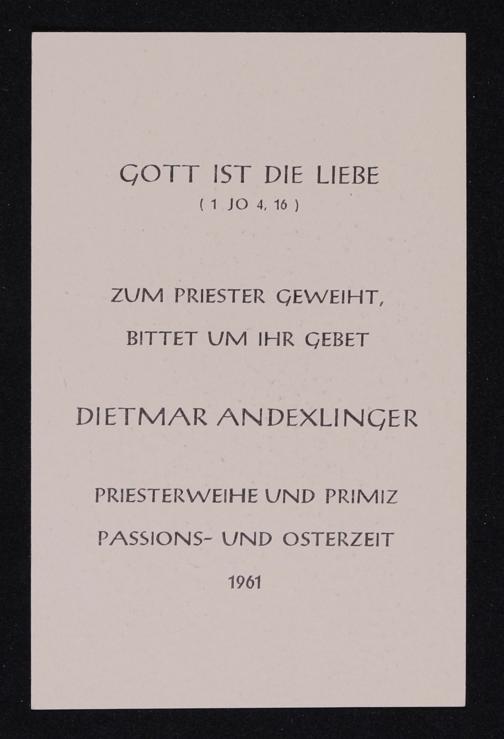 GOTT IST DIE LIEBE
( 1 JO 4, 16 )
ZUM PRIESTER GEWEIHT,
BITTET UM IHR GEBET
DIETMAR ANDEXLINGER
PRIESTERWEIHE UND PRIMIZ
PASSIONS- UND OSTERZEIT
1961